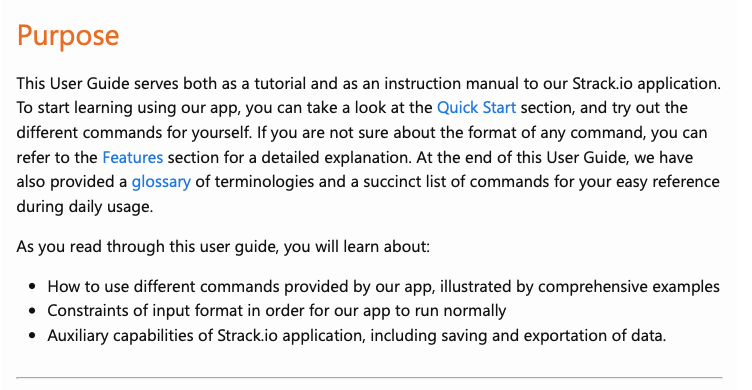 Purpose
This User Guide serves both as a tutorial and as an instruction manual to our Strack.io application.
To start learning using our app, you can take a look at the Quick Start section, and try out the
different commands for yourself. If you are not sure about the format of any command, you can
refer to the Features section for a detailed explanation. At the end of this User Guide, we have
also provided a glossary of terminologies and a succinct list of commands for your easy reference
during daily usage.
As you read through this user guide, you will learn about:
• How to use different commands provided by our app, illustrated by comprehensive examples
• Constraints of input format in order for our app to run normally
• Auxiliary capabilities of Strack.io application, including saving and exportation of data.